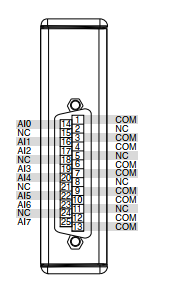 1 COM
AI0 14
2 NC
NC 15
3 COM
AI1 16
4 COM
AI2 17
5 NC
NC 18
6 COM
AI3 19
7 COM
AI4 20
8 NC
NC 21
9 COM
AI5 22
10 COM
AI6 23
11 NC
NC 24
12 COM
AI7 25
13 COM